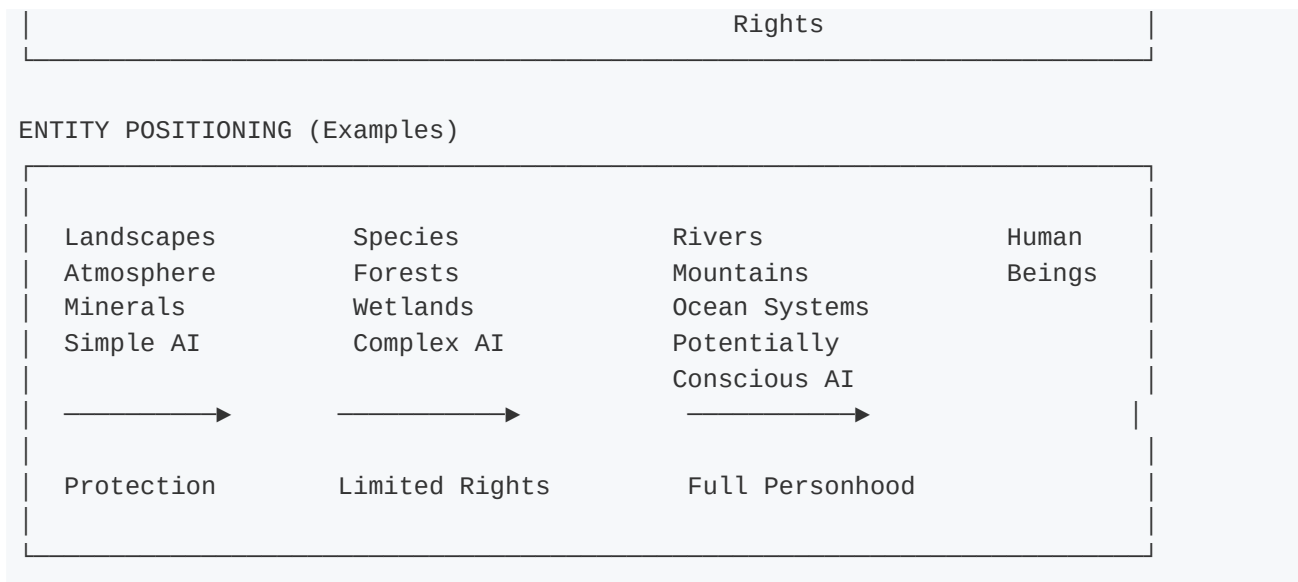 Rights
ENTITY POSITIONING (Examples)
Landscapes Species Rivers Human
Atmosphere Forests Mountains Beings
Minerals Wetlands Ocean Systems
Simple AI Complex AI Potentially
Conscious AI
Protection Limited Rights Full Personhood